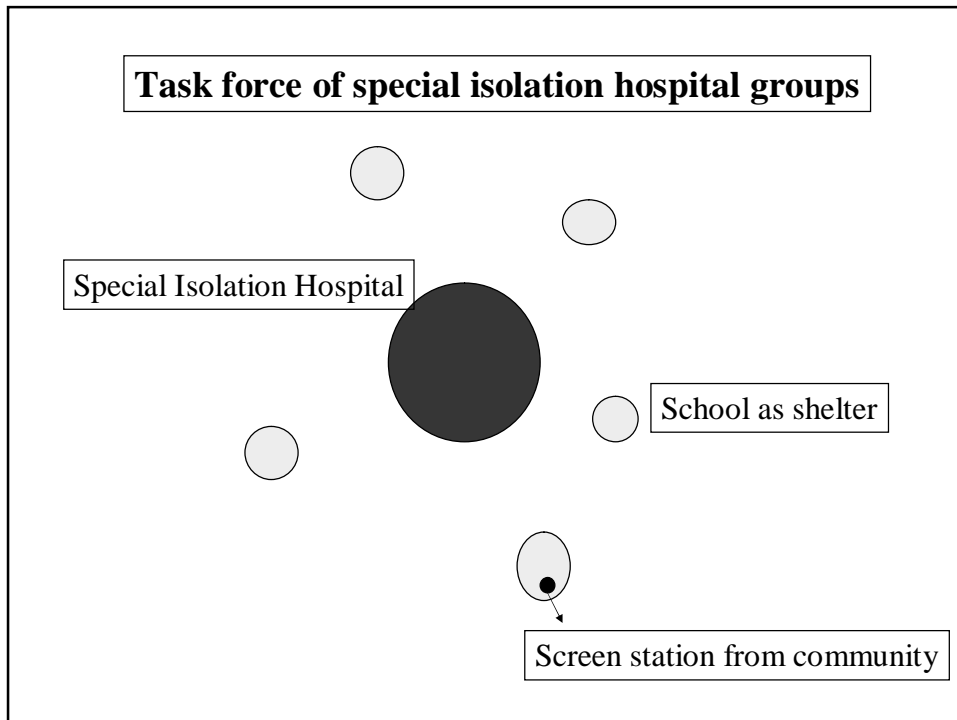 Task force of special isolation hospital groups
Special Isolation Hospital
School as shelter
Screen station from community